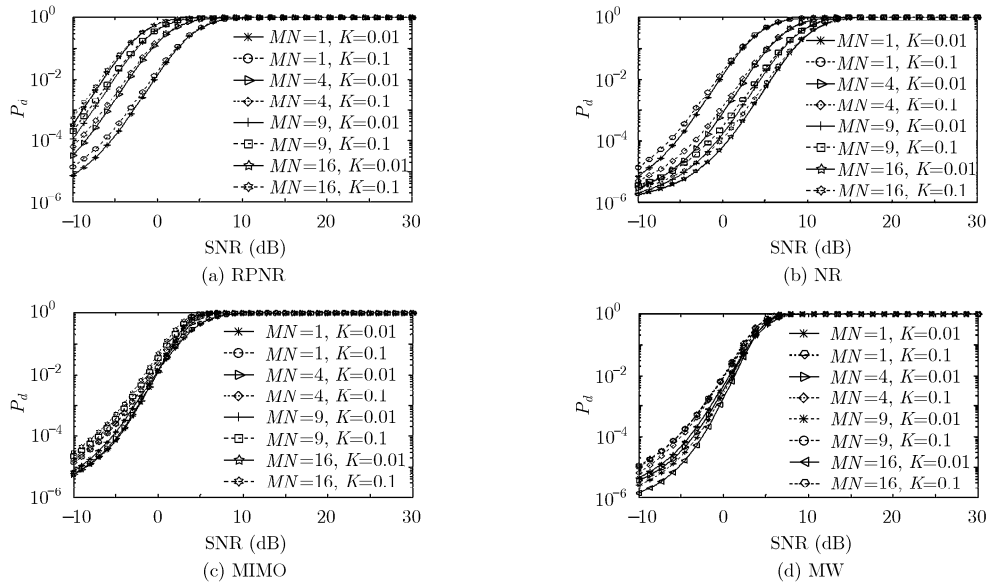 10^0
10^-2
10^-4
10^-6
P_d
-10
0
10
20
30
SNR (dB)
MN=1, K=0.01
MN=1, K=0.1
MN=4, K=0.01
MN=4, K=0.1
MN=9, K=0.01
MN=9, K=0.1
MN=16, K=0.01
MN=16, K=0.1
(a) RPNR
10^0
10^-2
10^-4
10^-6
P_d
-10
0
10
20
30
SNR (dB)
MN=1, K=0.01
MN=1, K=0.1
MN=4, K=0.01
MN=4, K=0.1
MN=9, K=0.01
MN=9, K=0.1
MN=16, K=0.01
MN=16, K=0.1
(b) NR
10^0
10^-2
10^-4
10^-6
P_d
-10
0
10
20
30
SNR (dB)
MN=1, K=0.01
MN=1, K=0.1
MN=4, K=0.01
MN=4, K=0.1
MN=9, K=0.01
MN=9, K=0.1
MN=16, K=0.01
MN=16, K=0.1
(c) MIMO
10^0
10^-2
10^-4
10^-6
P_d
-10
0
10
20
30
SNR (dB)
MN=1, K=0.01
MN=1, K=0.1
MN=4, K=0.01
MN=4, K=0.1
MN=9, K=0.01
MN=9, K=0.1
MN=16, K=0.01
MN=16, K=0.1
(d) MW